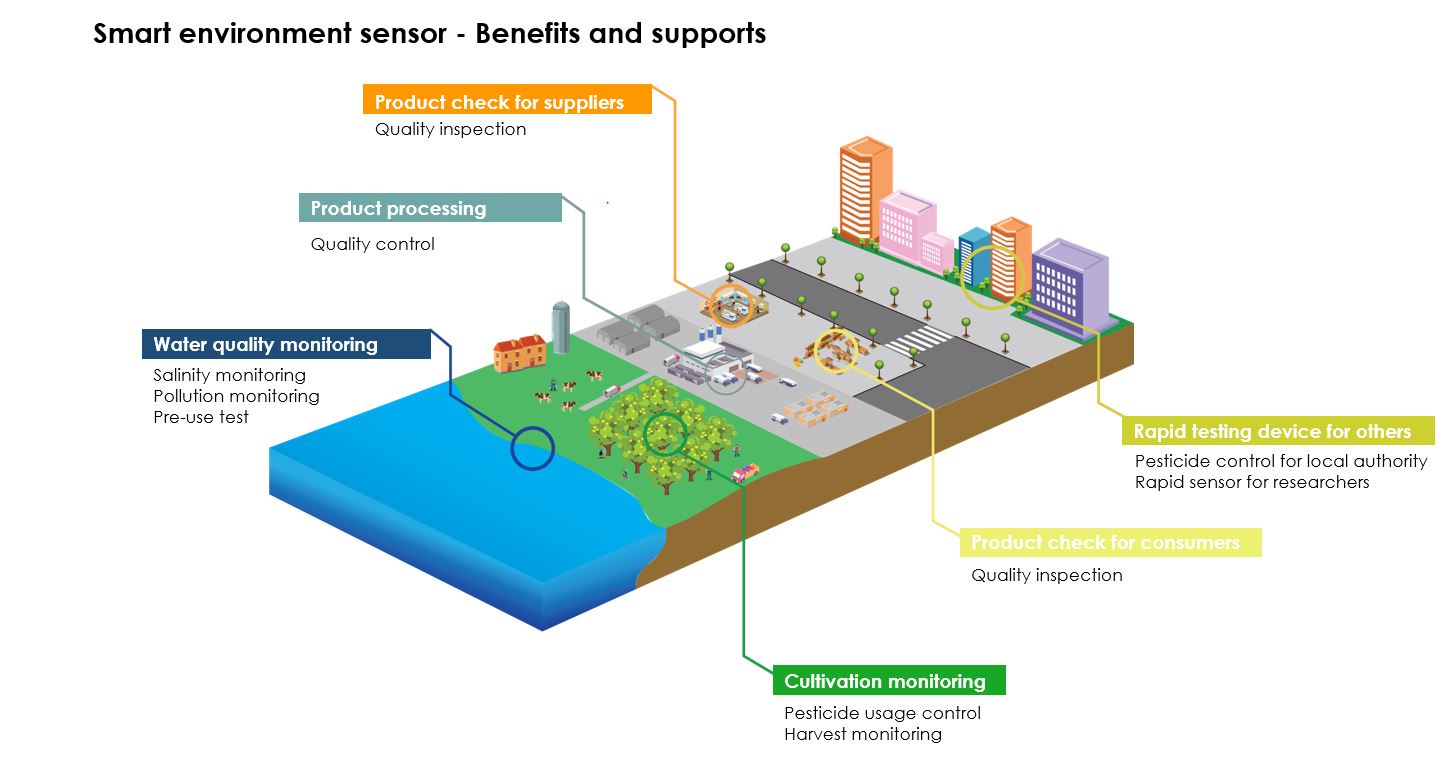 Smart environment sensor - Benefits and supports
Product check for suppliers
Quality inspection
Product processing
Quality control
Water quality monitoring
Salinity monitoring
Pollution monitoring
Pre-use test
Rapid testing device for others
Pesticide control for local authority
Rapid sensor for researchers
Product check for consumers
Quality inspection
Cultivation monitoring
Pesticide usage control
Harvest monitoring